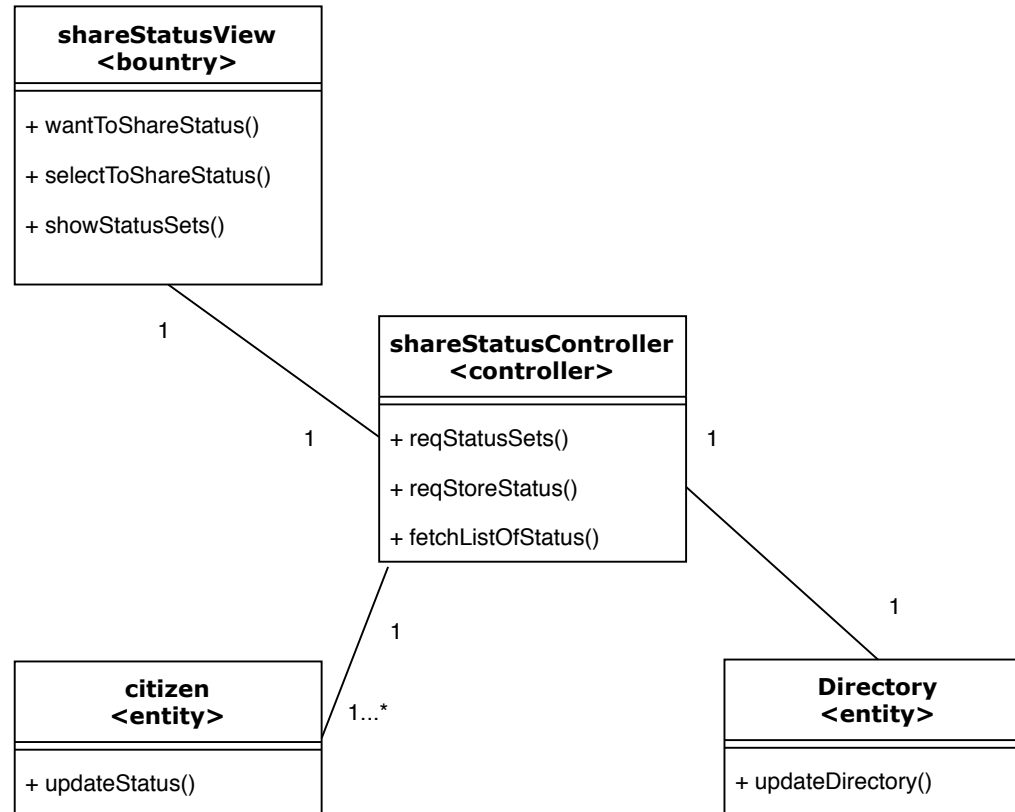 shareStatusView
<bountry>
+ wantToShareStatus()
+ selectToShareStatus()
+ showStatusSets()
1
1
shareStatusController
<controller>
+ reqStatusSets()
+ reqStoreStatus()
+ fetchListOfStatus()
1
1
1
1...*
citizen
<entity>
+ updateStatus()
Directory
<entity>
+ updateDirectory()